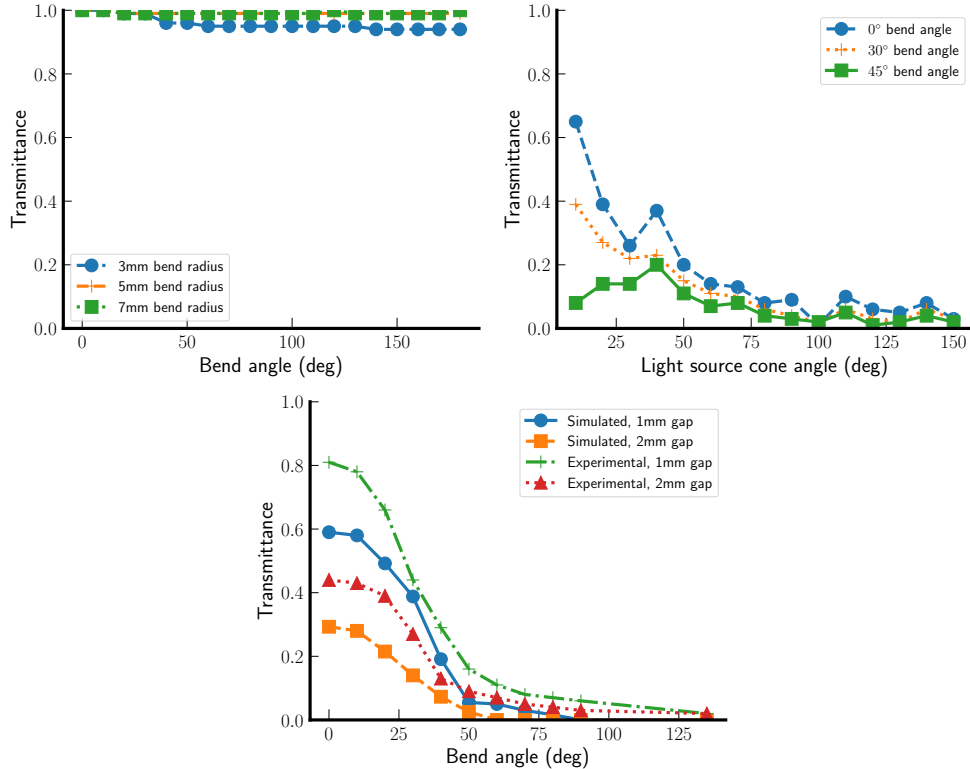 1.0
0.8
0.6
0.4
0.2
0.0
Transmittance
3mm bend radius
5mm bend radius
7mm bend radius
0 50 100 150
Bend angle (deg)
1.0
0.8
0.6
0.4
0.2
0.0
Transmittance
0° bend angle
30° bend angle
45° bend angle
25 50 75 100 125 150
Light source cone angle (deg)
1.0
0.8
0.6
0.4
0.2
0.0
Transmittance
Simulated, 1mm gap
Simulated, 2mm gap
Experimental, 1mm gap
Experimental, 2mm gap
0 25 50 75 100 125
Bend angle (deg)